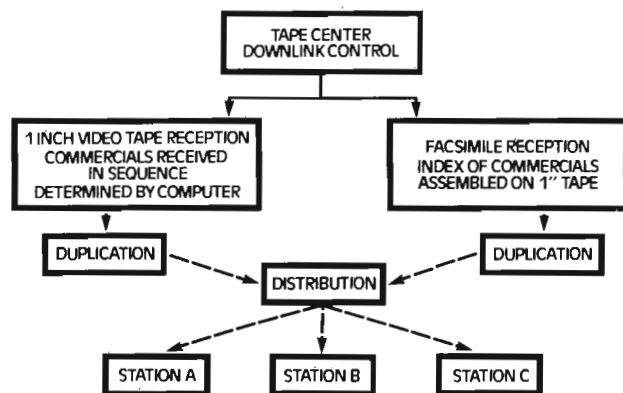 TAPE CENTER
DOWNLINK CONTROL
1 INCH VIDEO TAPE RECEPTION
COMMERCIALS RECEIVED
IN SEQUENCE
DETERMINED BY COMPUTER
FACSIMILE RECEPTION
INDEX OF COMMERCIALS
ASSEMBLED ON 1" TAPE
DUPLICATION
DUPLICATION
DISTRIBUTION
STATION A
STATION B
STATION C